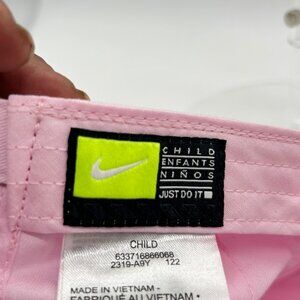 CHILD
ENFANTS
NIÑOS
JUST DO IT
CHILD
633716866068
2319-A9Y 122
MADE IN VIETNAM -
FABRIQUÉ AU VIETNAM -